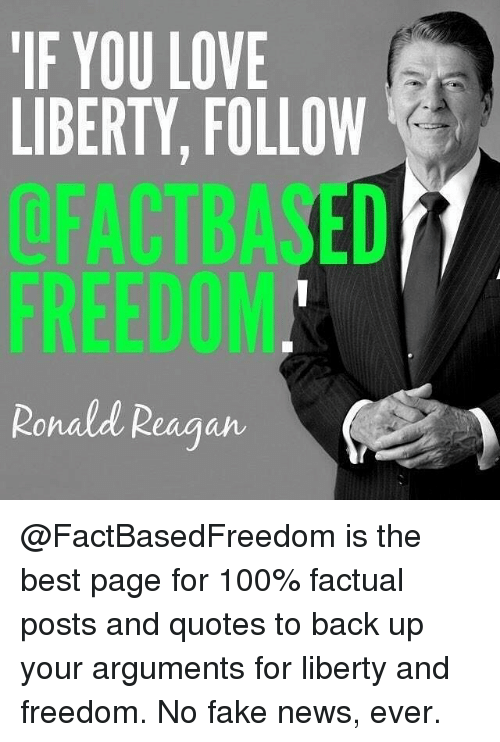 'IF YOU LOVE
LIBERTY, FOLLOW
@FACTBASED
FREEDOM.'
Ronald Reagan
@FactBasedFreedom is the
best page for 100% factual
posts and quotes to back up
your arguments for liberty and
freedom. No fake news, ever.